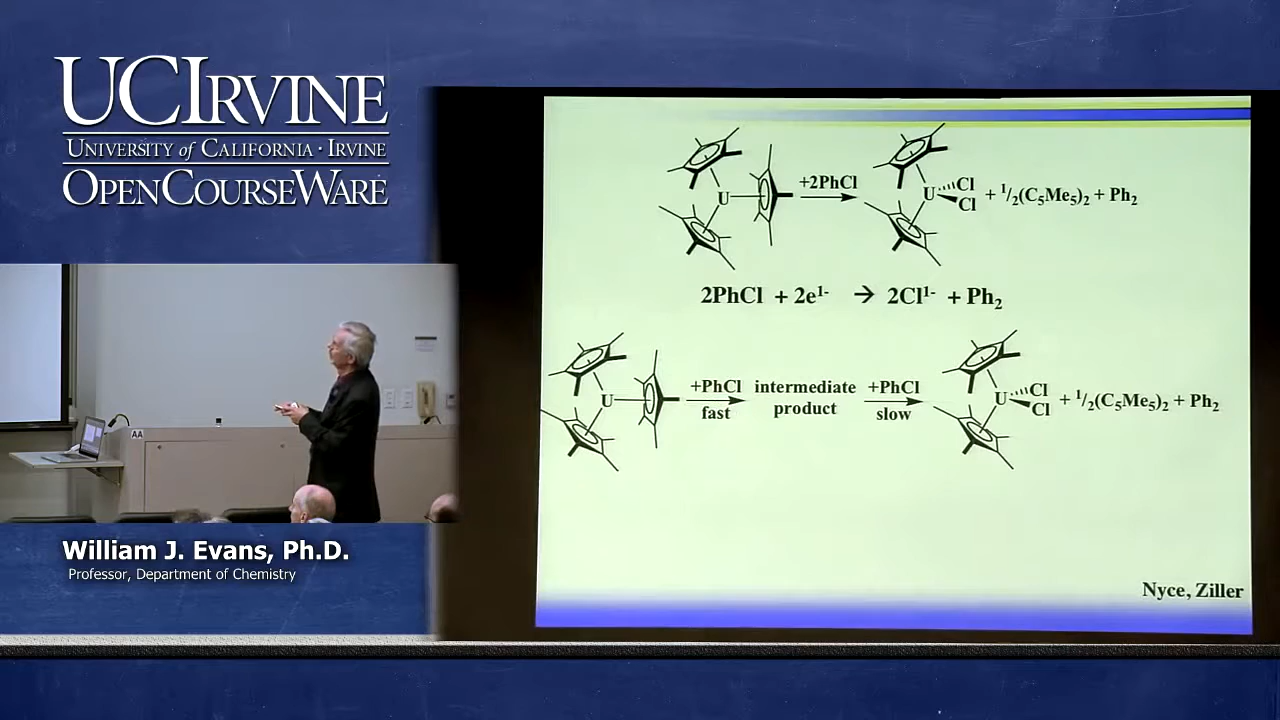 UCIRVINE
UNIVERSITY of CALIFORNIA · IRVINE
OPENCOURSEWARE
AA
William J. Evans, Ph.D.
Professor, Department of Chemistry
U +2PhCl U Cl Cl + ¹/₂(C₅Me₅)₂ + Ph₂
2PhCl + 2e¹⁻ → 2Cl¹⁻ + Ph₂
U +PhCl fast intermediate product +PhCl slow U Cl Cl + ¹/₂(C₅Me₅)₂ + Ph₂
Nyce, Ziller